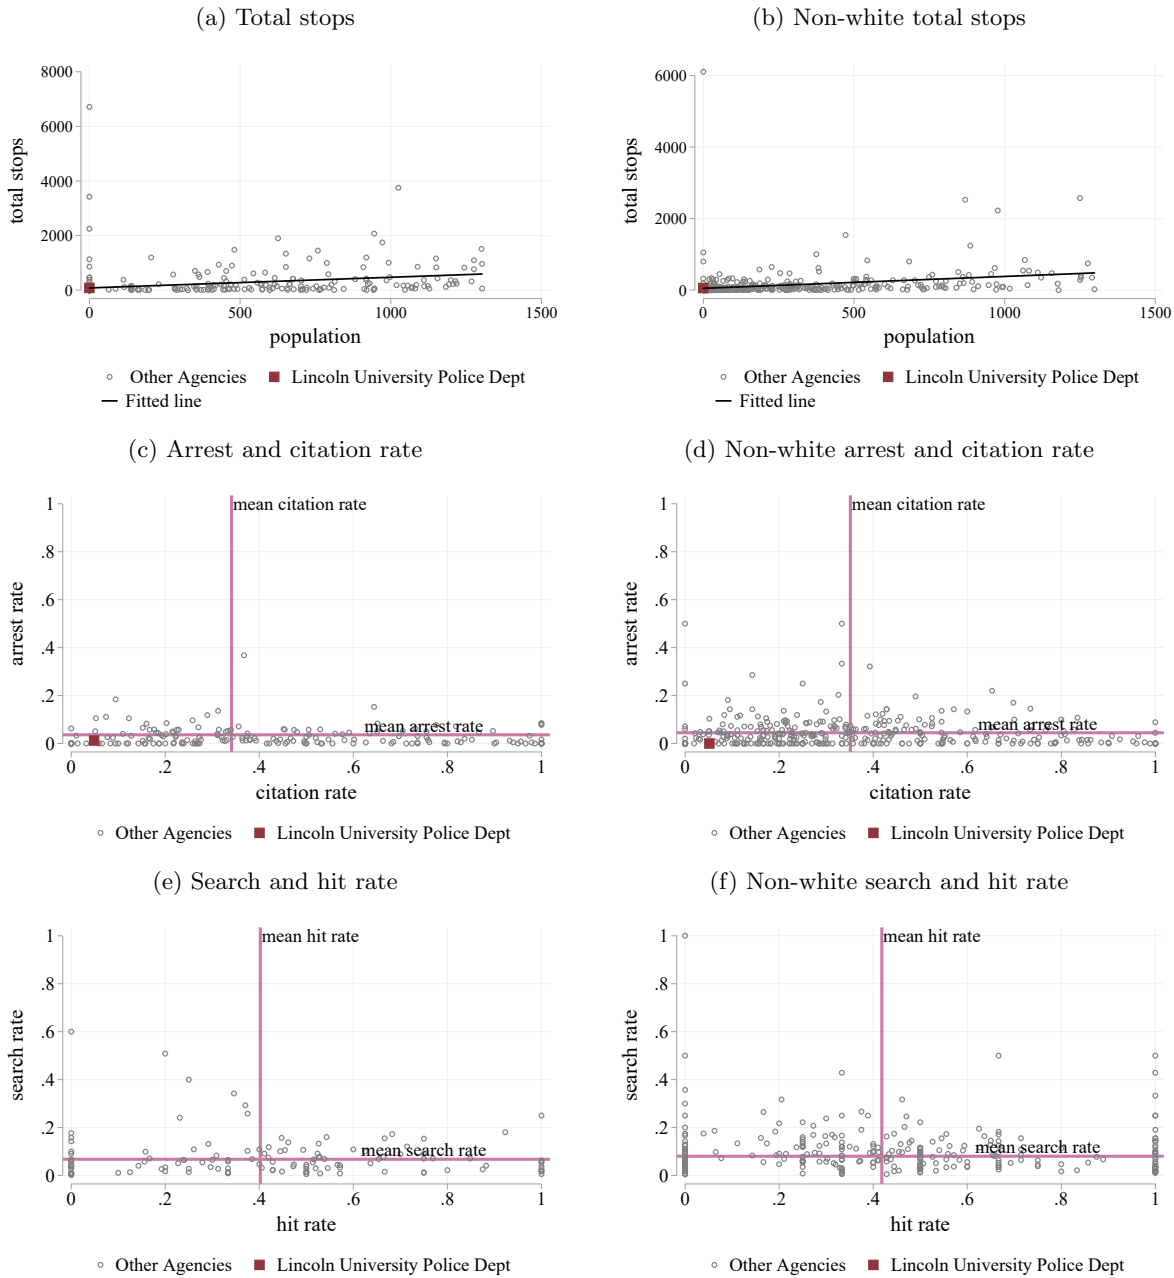 (a) Total stops
(b) Non-white total stops
8000
6000
4000
2000
0
total stops
0 500 1000 1500
population
Other Agencies Lincoln University Police Dept
Fitted line
6000
4000
2000
0
total stops
0 500 1000 1500
population
Other Agencies Lincoln University Police Dept
Fitted line
(c) Arrest and citation rate
(d) Non-white arrest and citation rate
1
.8
.6
.4
.2
0
arrest rate
mean citation rate
mean arrest rate
0 .2 .4 .6 .8 1
citation rate
Other Agencies Lincoln University Police Dept
1
.8
.6
.4
.2
0
arrest rate
mean citation rate
mean arrest rate
0 .2 .4 .6 .8 1
citation rate
Other Agencies Lincoln University Police Dept
(e) Search and hit rate
(f) Non-white search and hit rate
1
.8
.6
.4
.2
0
search rate
mean hit rate
mean search rate
0 .2 .4 .6 .8 1
hit rate
Other Agencies Lincoln University Police Dept
1
.8
.6
.4
.2
0
search rate
mean hit rate
mean search rate
0 .2 .4 .6 .8 1
hit rate
Other Agencies Lincoln University Police Dept